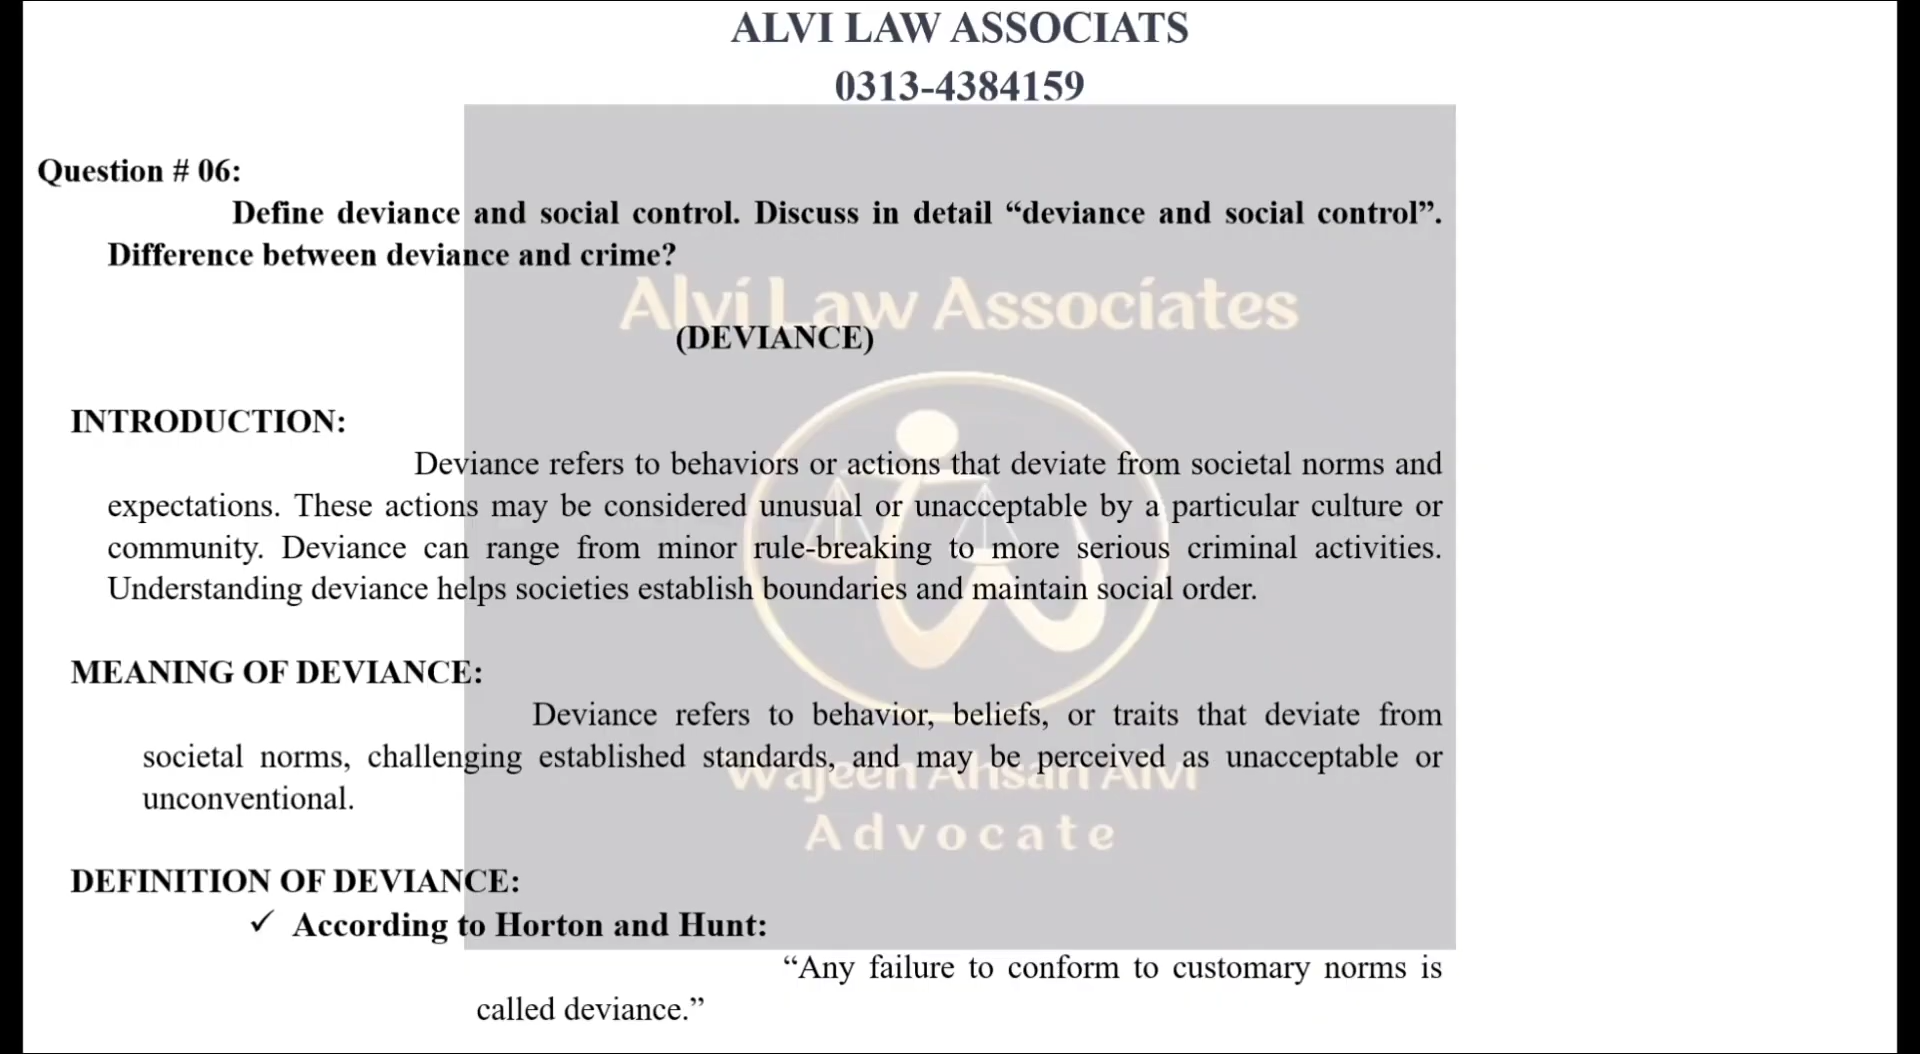 ALVI LAW ASSOCIATS
0313-4384159
Question # 06:
Define deviance and social control. Discuss in detail “deviance and social control”.
Difference between deviance and crime?
Alvi Law Associates
(DEVIANCE)
INTRODUCTION:
Deviance refers to behaviors or actions that deviate from societal norms and
expectations. These actions may be considered unusual or unacceptable by a particular culture or
community. Deviance can range from minor rule-breaking to more serious criminal activities.
Understanding deviance helps societies establish boundaries and maintain social order.
MEANING OF DEVIANCE:
Deviance refers to behavior, beliefs, or traits that deviate from
societal norms, challenging established standards, and may be perceived as unacceptable or
Wajeeh Ahsan Alvi
unconventional.
Advocate
DEFINITION OF DEVIANCE:
✓ According to Horton and Hunt:
“Any failure to conform to customary norms is
called deviance.”